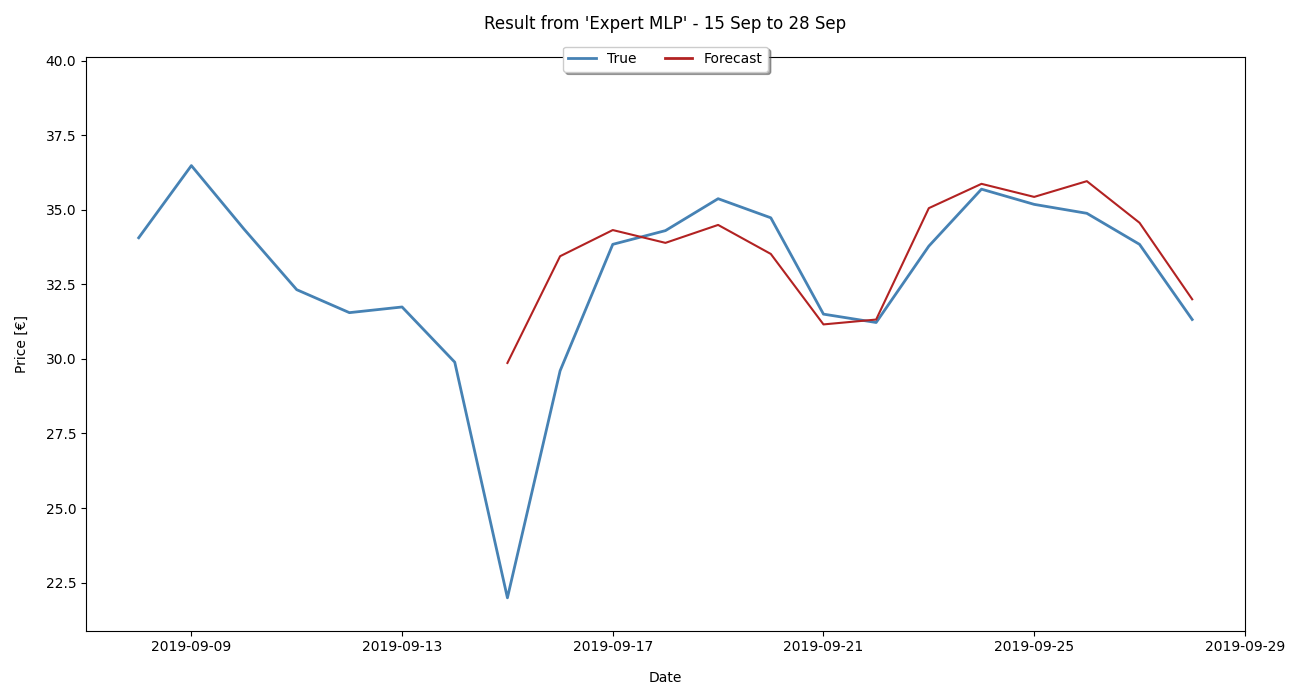 Result from 'Expert MLP' - 15 Sep to 28 Sep
True Forecast
40.0
37.5
35.0
32.5
30.0
27.5
25.0
22.5
Price [€]
2019-09-09 2019-09-13 2019-09-17 2019-09-21 2019-09-25 2019-09-29
Date